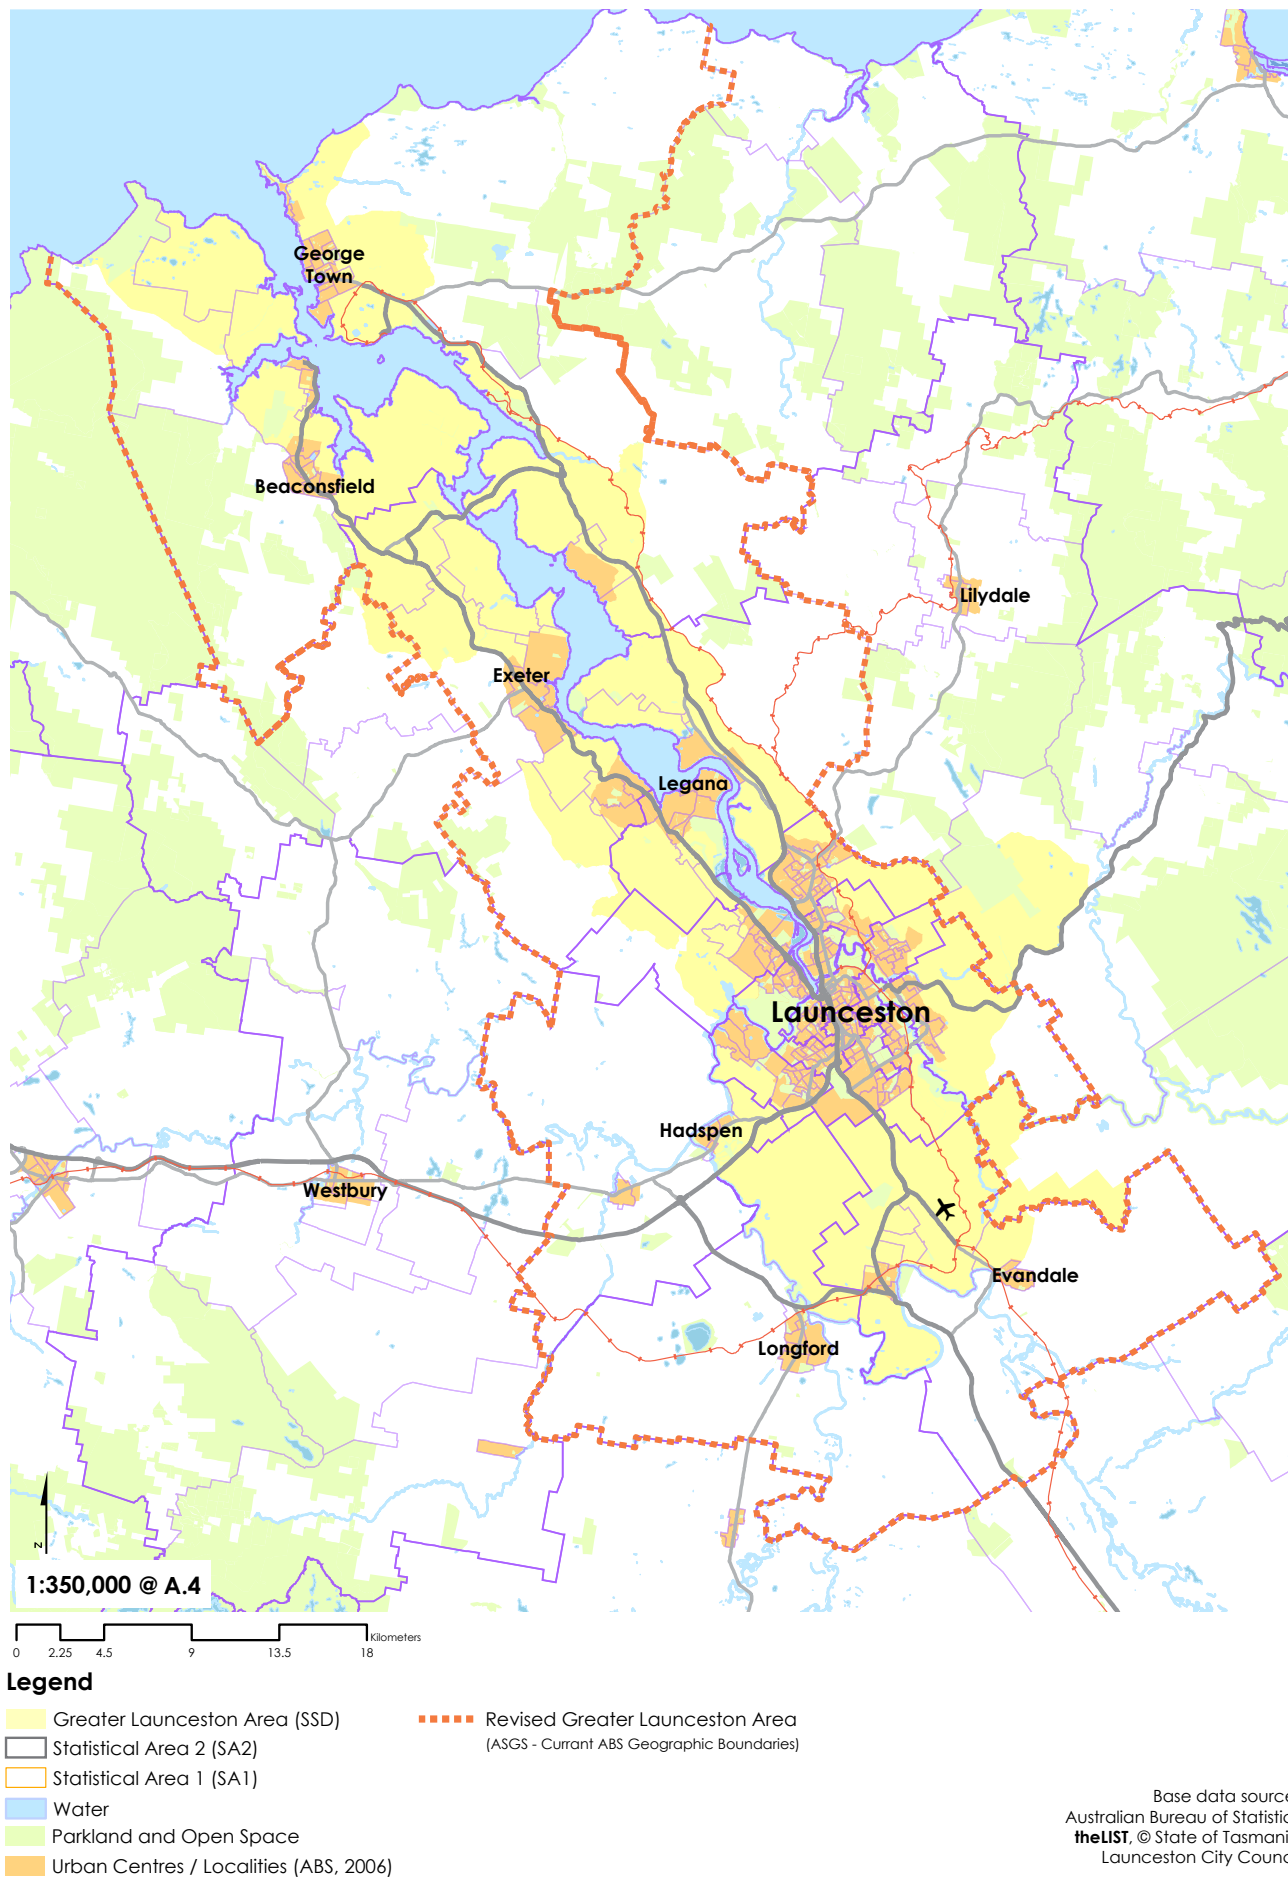 George
Town
Beaconsfield
Lilydale
Exeter
Legana
Launceston
Hadspen
Westbury
Evandale
Longford
N
1:350,000 @ A.4
Kilometers
0 2.25 4.5 9 13.5 18
Legend
Greater Launceston Area (SSD)
Statistical Area 2 (SA2)
Statistical Area 1 (SA1)
Water
Parkland and Open Space
Urban Centres / Localities (ABS, 2006)
Revised Greater Launceston Area
(ASGS - Currant ABS Geographic Boundaries)
Base data source
Australian Bureau of Statisti
theLIST, © State of Tasmani
Launceston City Counc